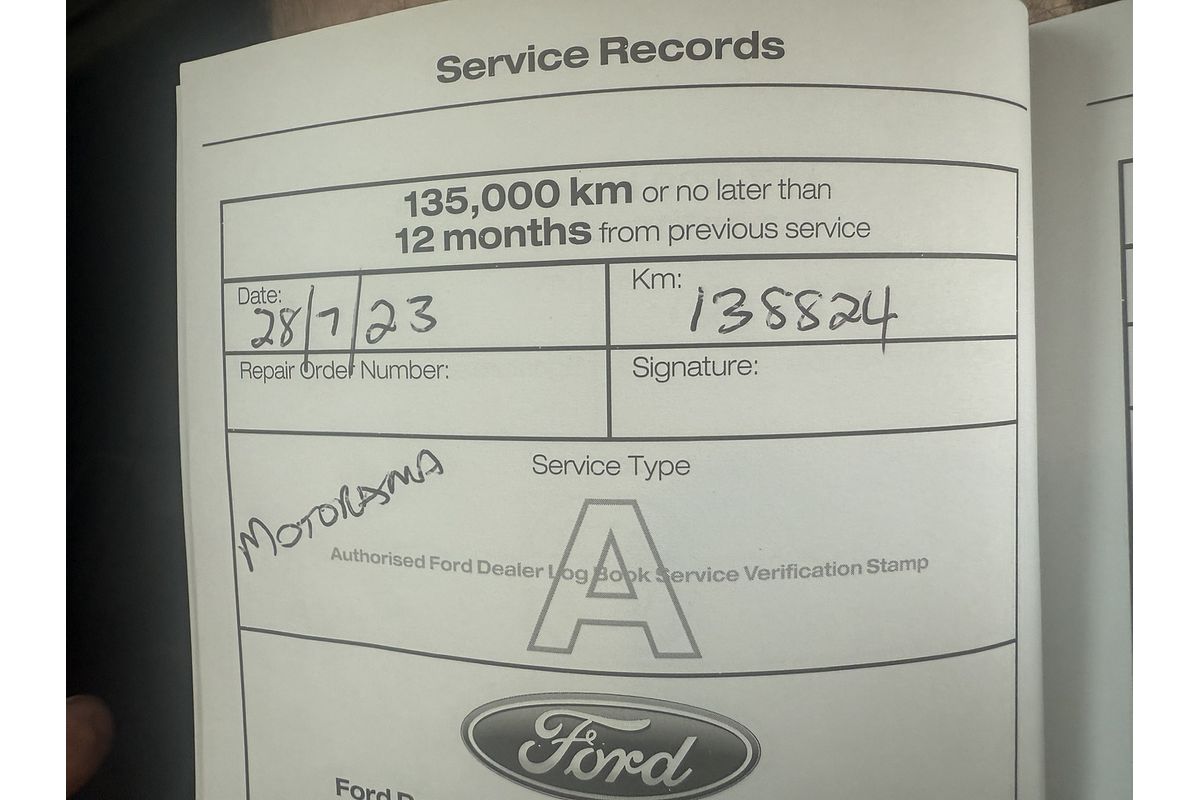 Service Records
135,000 km or no later than
12 months from previous service
Date:
28/7/23
Km:
138824
Repair Order Number:
Signature:
MOTORAMA
Service Type
A
Authorised Ford Dealer Log Book Service Verification Stamp
Ford
Ford